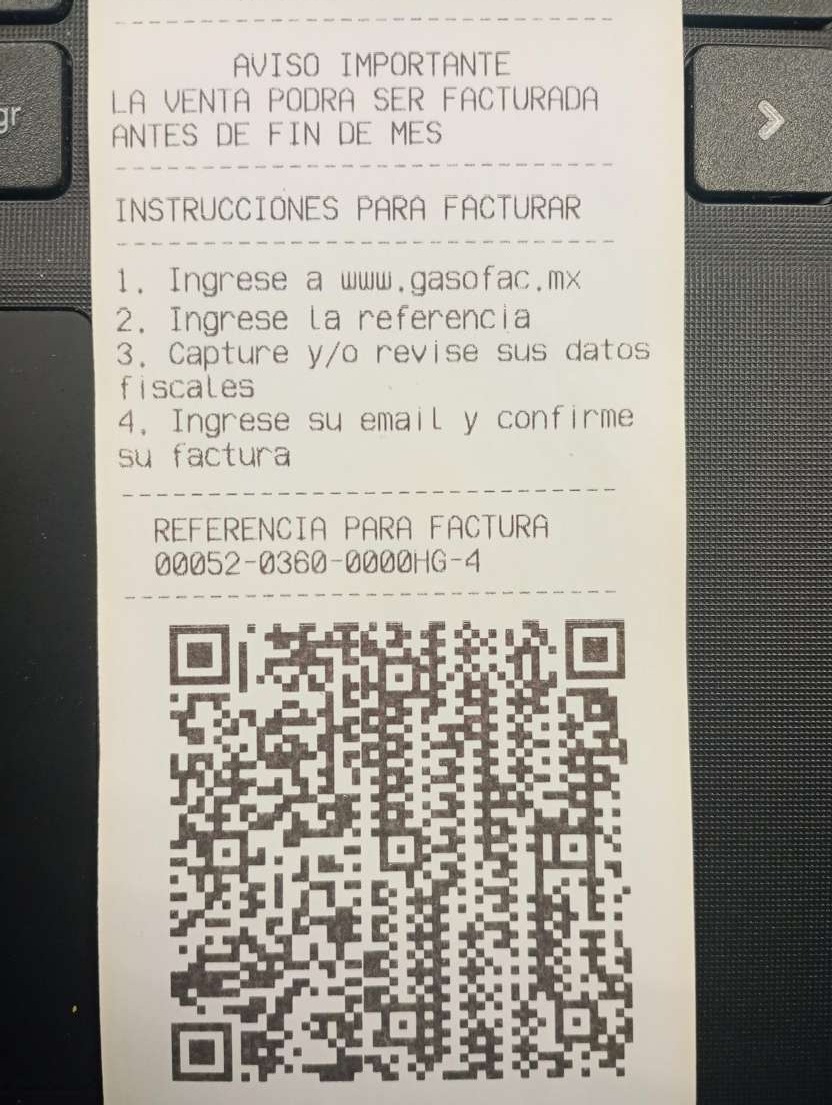 AVISO IMPORTANTE
LA VENTA PODRA SER FACTURADA
ANTES DE FIN DE MES
INSTRUCCIONES PARA FACTURAR
1. Ingrese a www.gasofac.mx
2. Ingrese la referencia
3. Capture y/o revise sus datos
fiscales
4. Ingrese su email y confirme
su factura
REFERENCIA PARA FACTURA
00052-0360-0000HG-4
gr